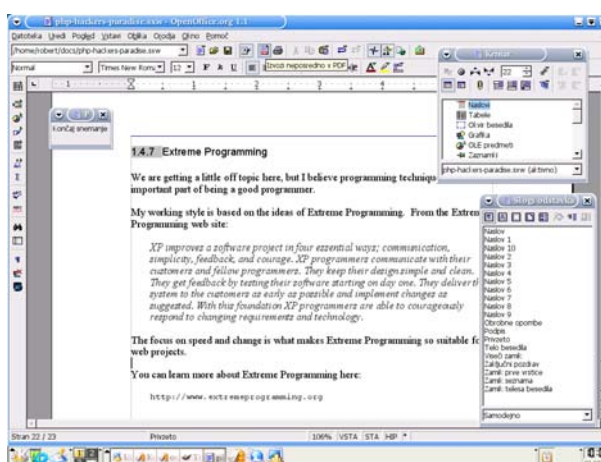 php-hackers-paradise.sxw - OpenOffice.org 1.1
Datoteka Uredi Pogled Vstavi Oblika Orodja Okno Pomoč
/home/robert/docs/php-hackers-paradise.sxw
Normal Times New Roma 12
Izvozi neposredno v PDF
Končaj snemanje
1.4.7 Extreme Programming
We are getting a little off topic here, but I believe programming techniqu
important part of being a good programmer.
My working style is based on the ideas of Extreme Programming. From the Extrem
Programming web site:
XP improves a software project in four essential ways; communication,
simplicity, feedback, and courage. XP programmers communicate with their
customers and fellow programmers. They keep their design simple and clean.
They get feedback by testing their software starting on day one. They deliver t
system to the customers as early as possible and implement changes as
suggested. With this foundation XP programmers are able to courageously
respond to changing requirements and technology.
The focus on speed and change is what makes Extreme Programming so suitable fo
web projects.
You can learn more about Extreme Programming here:
http://www.extremeprogramming.org
Krmar
22
Naslovi
Tabele
Okvir besedila
Grafika
OLE predmeti
Zaznamki
php-hackers-paradise.sxw (aktivno)
Slogi odstavka
Naslov
Naslov 1
Naslov 10
Naslov 2
Naslov 3
Naslov 4
Naslov 5
Naslov 6
Naslov 7
Naslov 8
Naslov 9
Obrobne opombe
Podpis
Privzeto
Telo besedila
Viseči zamik
Zaključni pozdrav
Zamik prve vrstice
Zamik seznama
Zamik telesa besedila
Samodejno
Stran 22 / 23 Privzeto 106% VSTA STA HIP *